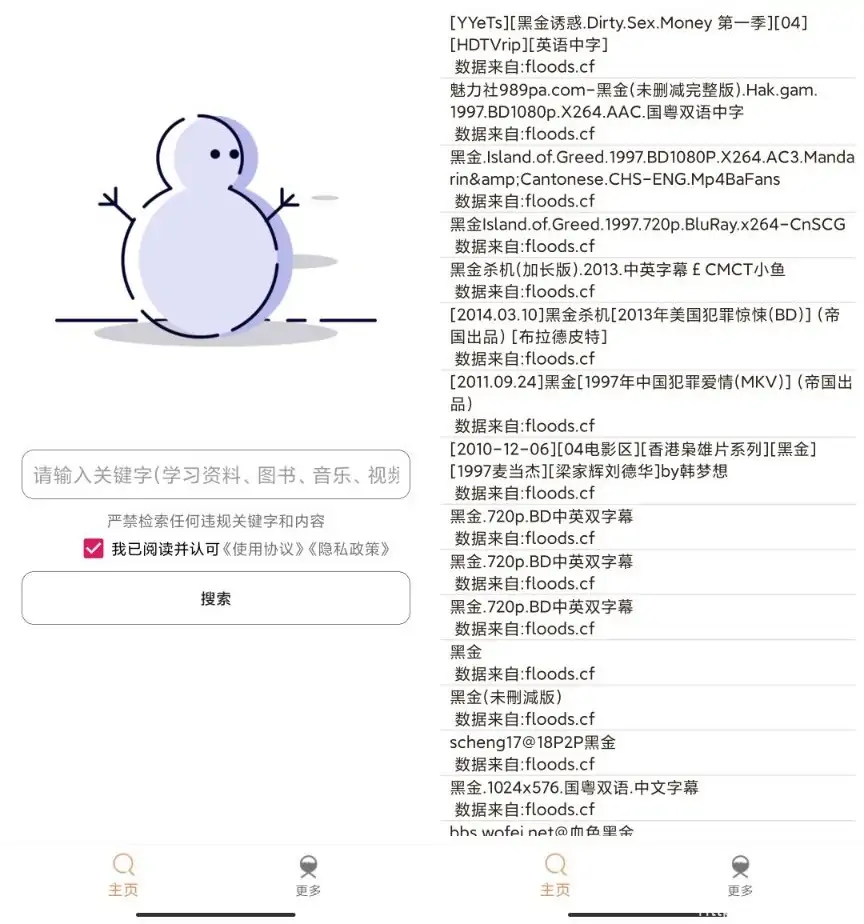 请输入关键字(学习资料、图书、音乐、视频
严禁检索任何违规关键字和内容
我已阅读并认可《使用协议》《隐私政策》
搜索
主页
更多
[YYeTs][黑金诱惑.Dirty.Sex.Money 第一季][04]
[HDTVrip][英语中字]
数据来自:floods.cf
魅力社989pa.com-黑金(未删减完整版).Hak.gam.
1997.BD1080p.X264.AAC.国粤双语中字
数据来自:floods.cf
黑金.Island.of.Greed.1997.BD1080P.X264.AC3.Manda
rin&amp;Cantonese.CHS-ENG.Mp4BaFans
数据来自:floods.cf
黑金Island.of.Greed.1997.720p.BluRay.x264-CnSCG
数据来自:floods.cf
黑金杀机(加长版).2013.中英字幕￡CMCT小鱼
数据来自:floods.cf
[2014.03.10]黑金杀机[2013年美国犯罪惊悚(BD)]（帝
国出品）[布拉德皮特]
数据来自:floods.cf
[2011.09.24]黑金[1997年中国犯罪爱情(MKV)]（帝国出
品）
数据来自:floods.cf
[2010-12-06][04电影区][香港枭雄片系列][黑金]
[1997麦当杰][梁家辉刘德华]by韩梦想
数据来自:floods.cf
黑金.720p.BD中英双字幕
数据来自:floods.cf
黑金.720p.BD中英双字幕
数据来自:floods.cf
黑金.720p.BD中英双字幕
数据来自:floods.cf
黑金
数据来自:floods.cf
黑金(未刪減版)
数据来自:floods.cf
scheng17@18P2P黑金
数据来自:floods.cf
黑金.1024x576.国粤双语.中文字幕
数据来自:floods.cf
bbs.wofei.net@血色黑金
主页
更多